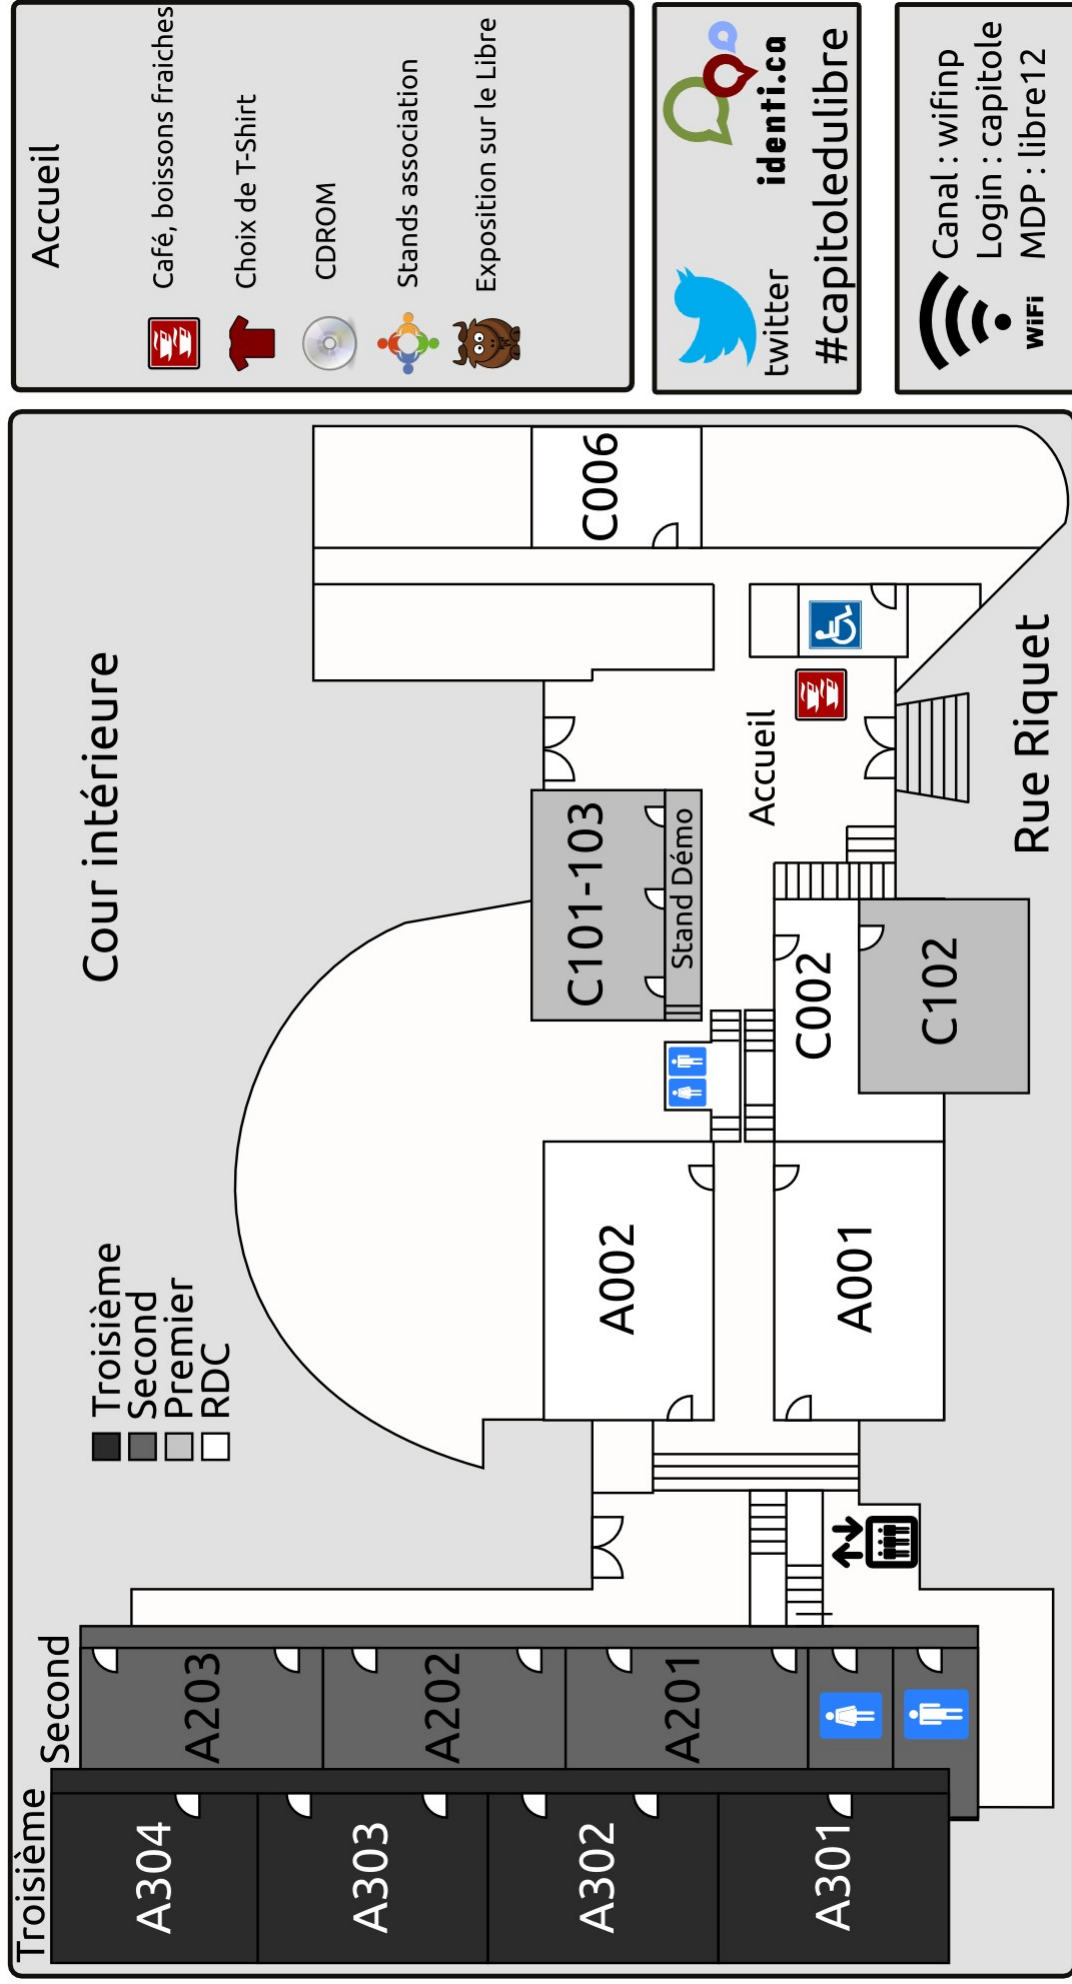 Troisième
Second
Troisième
Second
Premier
RDC
Cour intérieure
A304
A303
A302
A301
A203
A202
A201
A002
A001
C101-103
Stand Démo
C002
C102
Accueil
C006
Rue Riquet
Accueil
Café, boissons fraiches
Choix de T-Shirt
CDROM
Stands association
Exposition sur le Libre
twitter
identi.ca
#capitoledulibre
WiFi
Canal : wifinp
Login : capitole
MDP : libre12